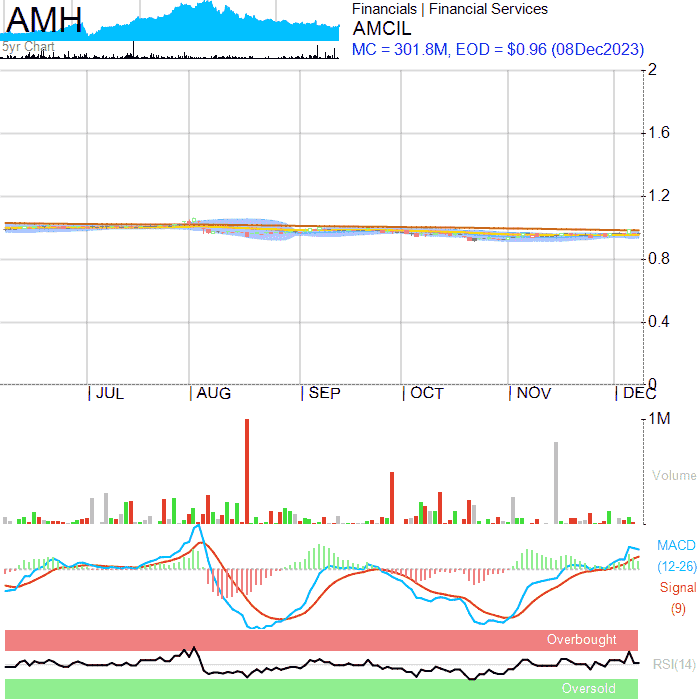 AMH
5yr Chart
Financials | Financial Services
AMCIL
MC = 301.8M, EOD = $0.96 (08Dec2023)
2
1.6
1.2
0.8
0.4
0
JUL AUG SEP OCT NOV DEC
1M
Volume
MACD
(12-26)
Signal
(9)
Overbought
RSI(14)
Oversold